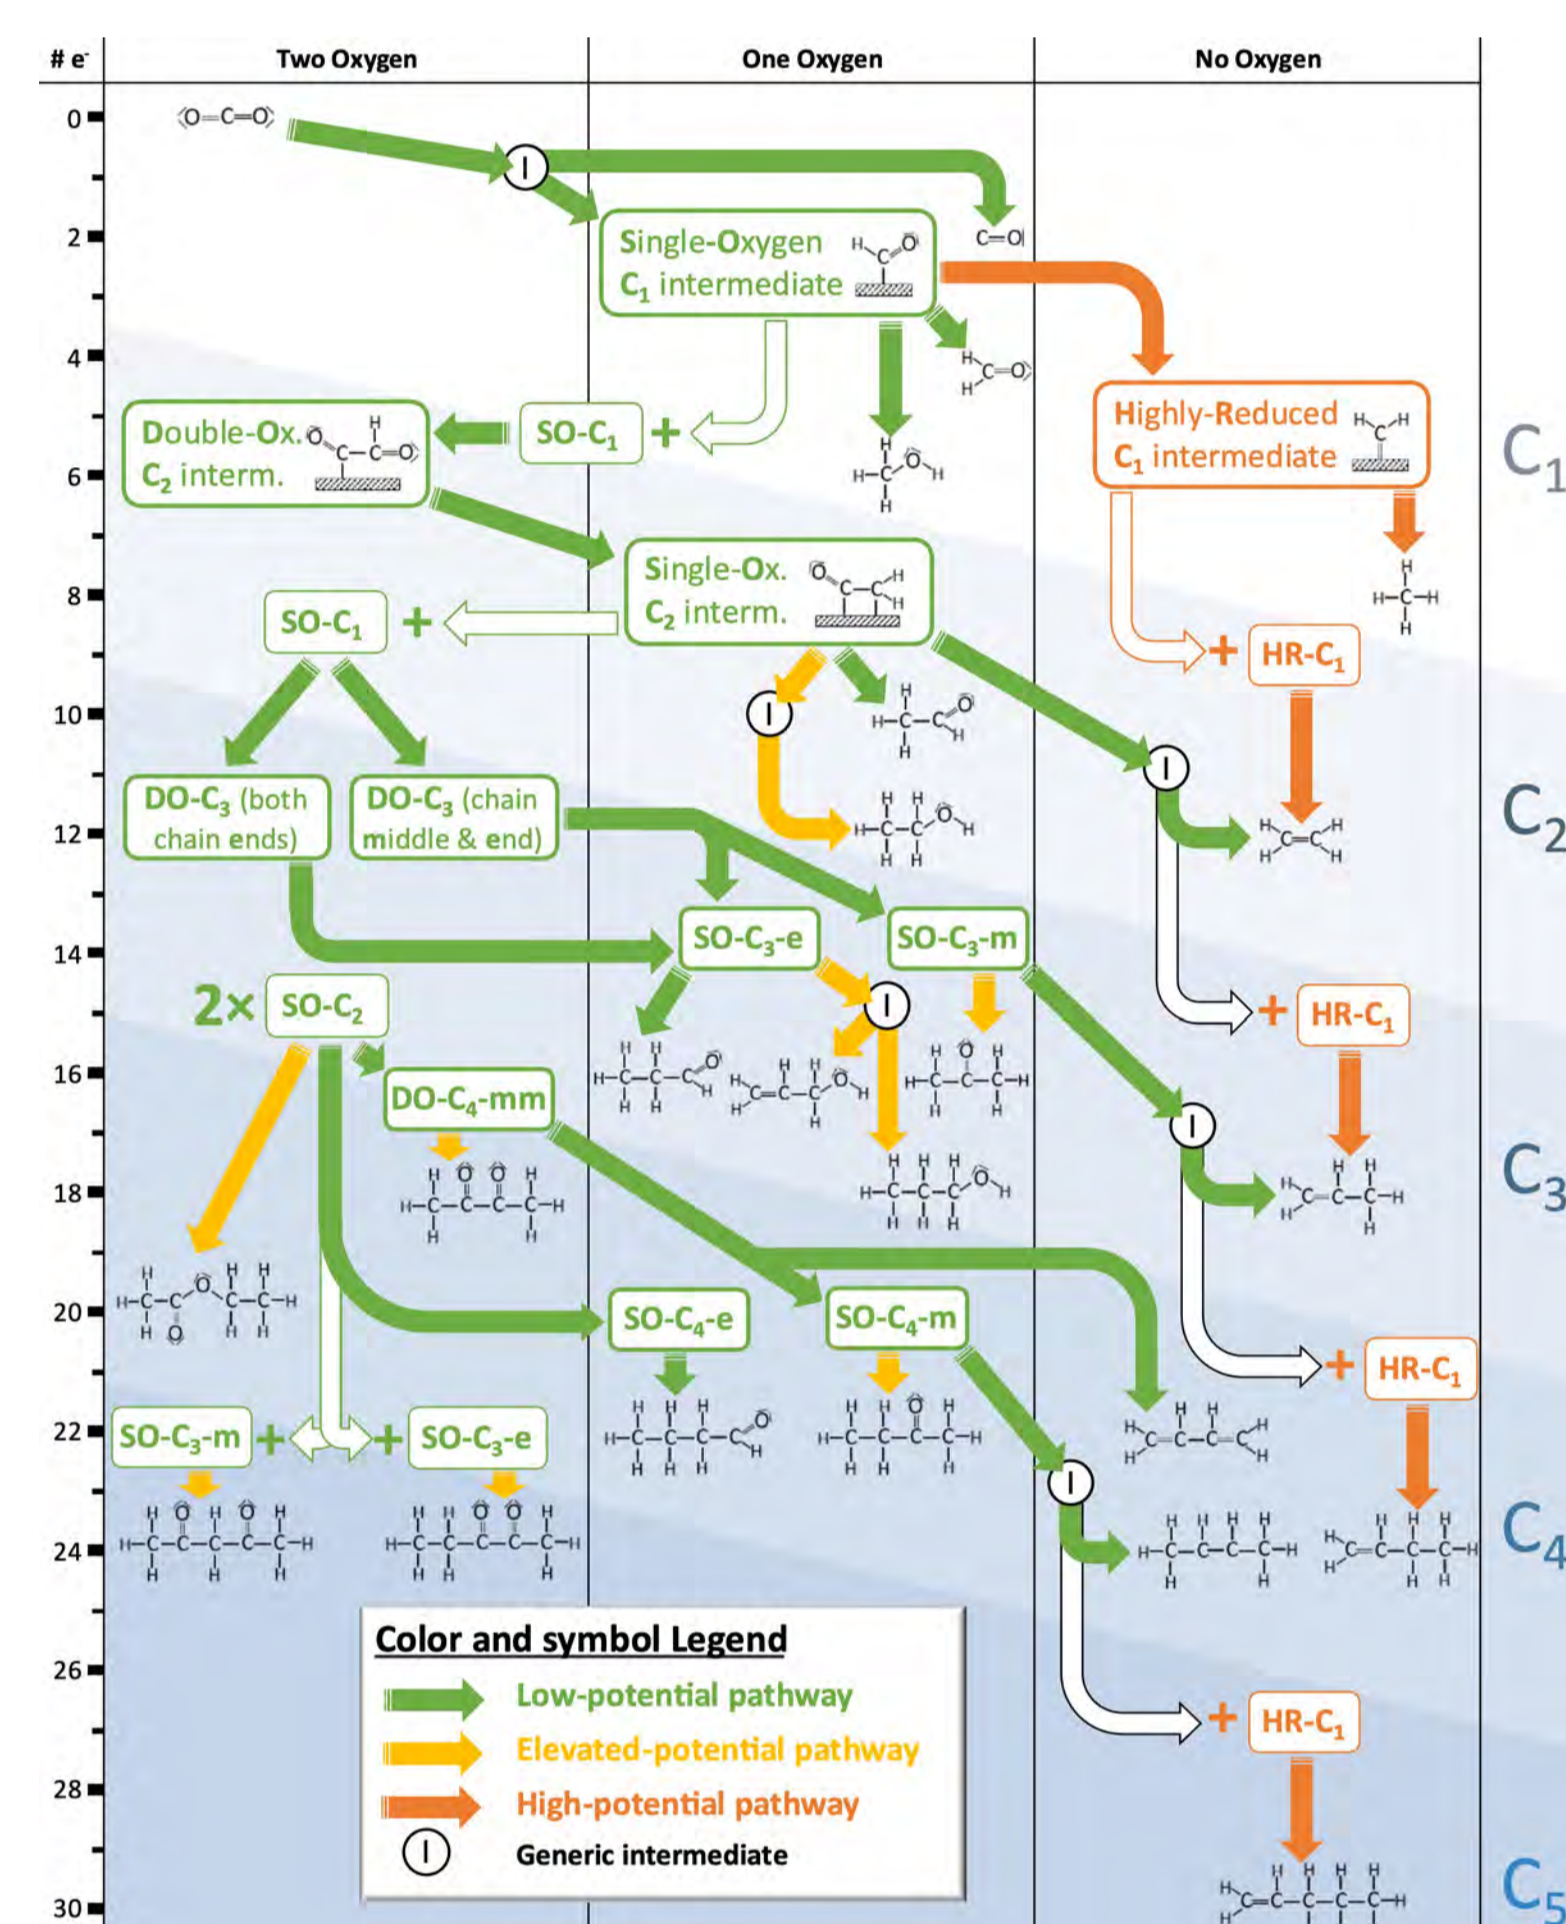 # e-
Two Oxygen
One Oxygen
No Oxygen
0
2
4
6
8
10
12
14
16
18
20
22
24
26
28
30
O=C=O
I
Single-Oxygen
C1 intermediate
H
C
O
C=O
H
H
C=O
Double-Ox.
C2 interm.
O
C-C=O
H
SO-C1
+
H
H-C-O-H
H
Highly-Reduced
C1 intermediate
H
C
H
C1
Single-Ox.
C2 interm.
O
C-C
H
H
H
H-C-H
H
SO-C1
+
+
HR-C1
I
H
H-C-C
H
O
H
I
DO-C3 (both
chain ends)
DO-C3 (chain
middle & end)
H H
H-C-C-O-H
H H
H H
C=C
H H
C2
SO-C3-e
SO-C3-m
2×
SO-C2
I
+
HR-C1
DO-C4-mm
H H
H-C-C-C
H H
O
H
H H
C=C-C-O-H
H H
H O H
H-C-C-C-H
H H
I
H O O H
H-C-C-C-C-H
H H
H H H
H-C-C-C-O-H
H H H
H H H
C=C-C-H
H H
C3
H H H
H-C-C-O-C-C-H
H O H H
SO-C4-e
SO-C4-m
+
HR-C1
SO-C3-m
+
+
SO-C3-e
H H H
H-C-C-C-C
H H H
O
H
H H O H
H-C-C-C-C-H
H H H
H H H H
C=C-C=C
H H
I
H O H O H
H-C-C-C-C-C-H
H H H
H H O O H
H-C-C-C-C-C-H
H H H
H H H H
H-C-C-C-C-H
H H
H H H H
C=C-C-C-H
H H H
C4
Color and symbol Legend
Low-potential pathway
Elevated-potential pathway
High-potential pathway
I
Generic intermediate
+
HR-C1
H H H H H
C=C-C-C-C-H
H
C5